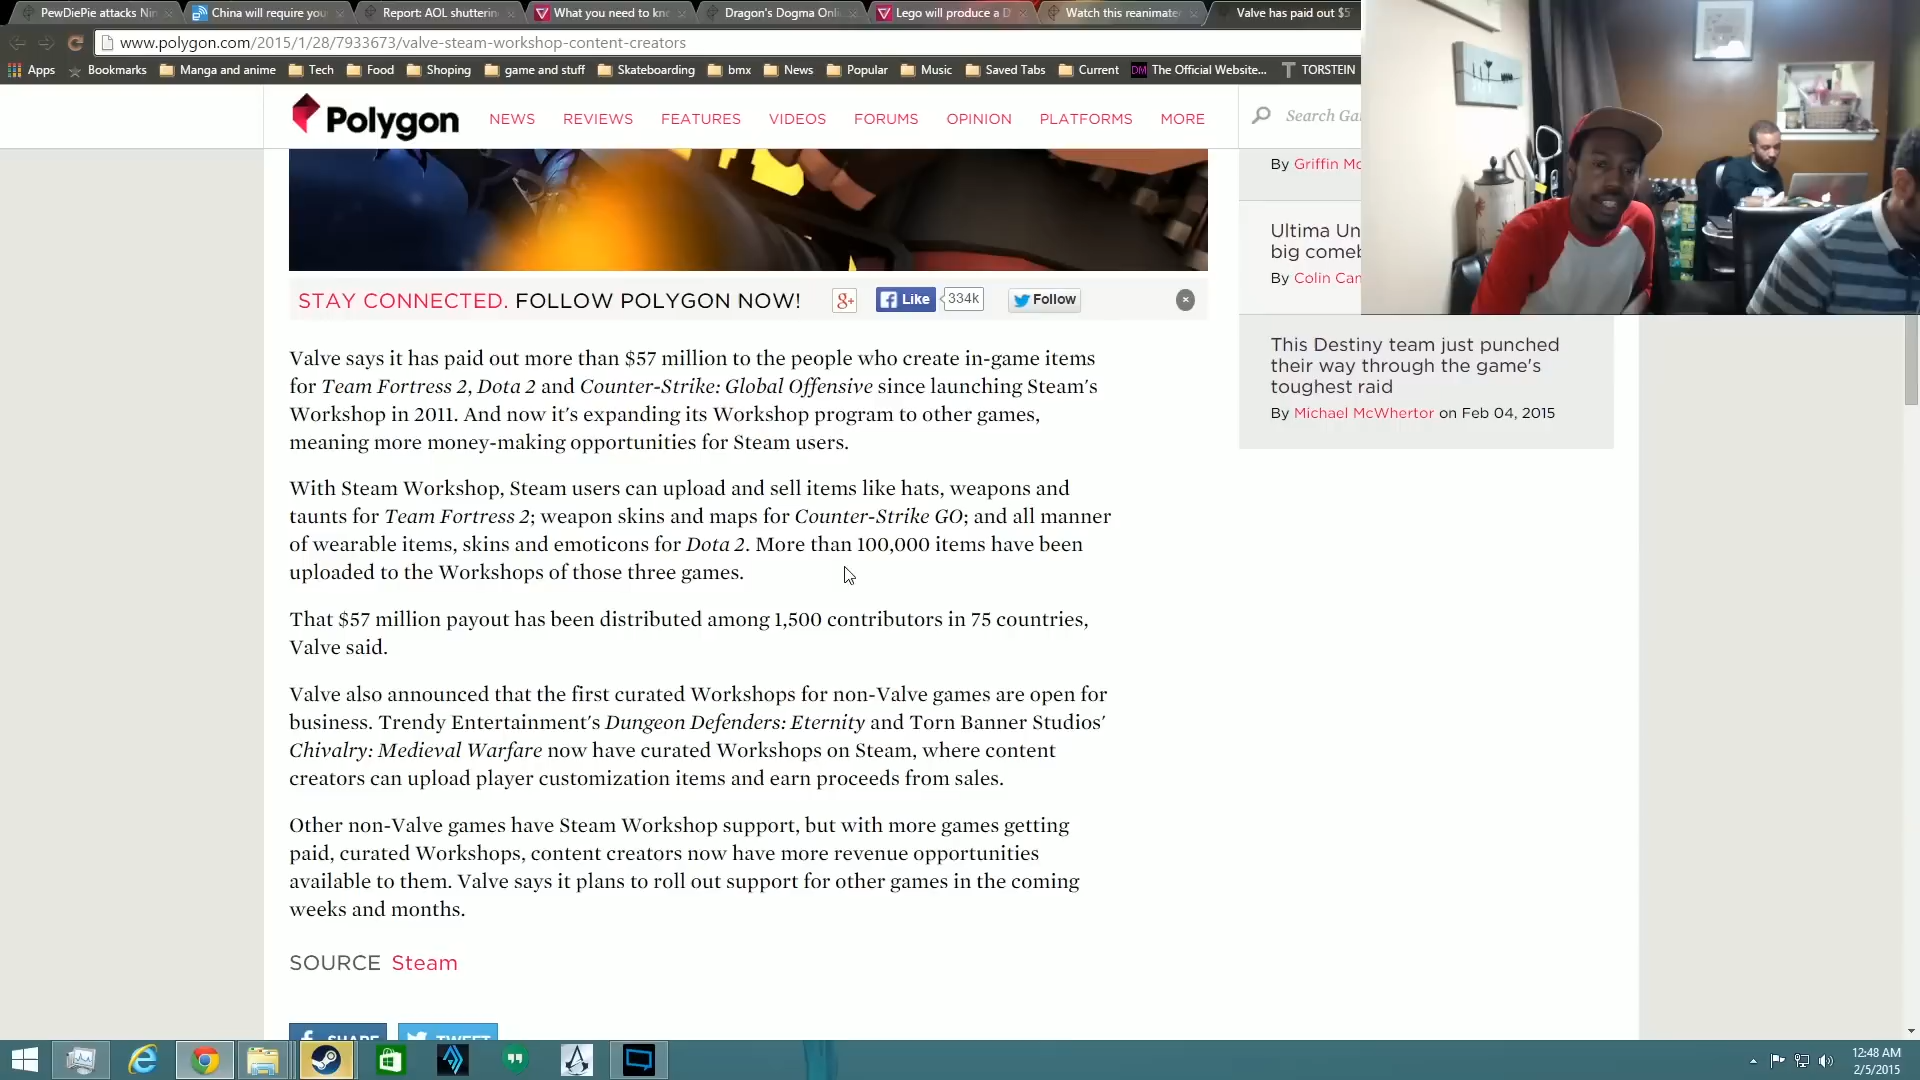 PewDiePie attacks Nin
China will require you
Report: AOL shutterin
What you need to kn
Dragon's Dogma Onli
Lego will produce a D
Watch this reanimate
Valve has paid out $5
www.polygon.com/2015/1/28/7933673/valve-steam-workshop-content-creators
Apps Bookmarks Manga and anime Tech Food Shoping game and stuff Skateboarding bmx News Popular Music Saved Tabs Current The Official Website... TORSTEIN
DM
Polygon NEWS REVIEWS FEATURES VIDEOS FORUMS OPINION PLATFORMS MORE
By Griffin Mc
Ultima Un
big comeb
By Colin Cam
This Destiny team just punched
their way through the game's
toughest raid
By Michael McWhertor on Feb 04, 2015
STAY CONNECTED. FOLLOW POLYGON NOW! g+ Like 334k Follow
Valve says it has paid out more than $57 million to the people who create in-game items
for Team Fortress 2, Dota 2 and Counter-Strike: Global Offensive since launching Steam's
Workshop in 2011. And now it's expanding its Workshop program to other games,
meaning more money-making opportunities for Steam users.
With Steam Workshop, Steam users can upload and sell items like hats, weapons and
taunts for Team Fortress 2; weapon skins and maps for Counter-Strike GO; and all manner
of wearable items, skins and emoticons for Dota 2. More than 100,000 items have been
uploaded to the Workshops of those three games.
That $57 million payout has been distributed among 1,500 contributors in 75 countries,
Valve said.
Valve also announced that the first curated Workshops for non-Valve games are open for
business. Trendy Entertainment's Dungeon Defenders: Eternity and Torn Banner Studios'
Chivalry: Medieval Warfare now have curated Workshops on Steam, where content
creators can upload player customization items and earn proceeds from sales.
Other non-Valve games have Steam Workshop support, but with more games getting
paid, curated Workshops, content creators now have more revenue opportunities
available to them. Valve says it plans to roll out support for other games in the coming
weeks and months.
SOURCE Steam
SHARE TWEET
12:48 AM
2/5/2015